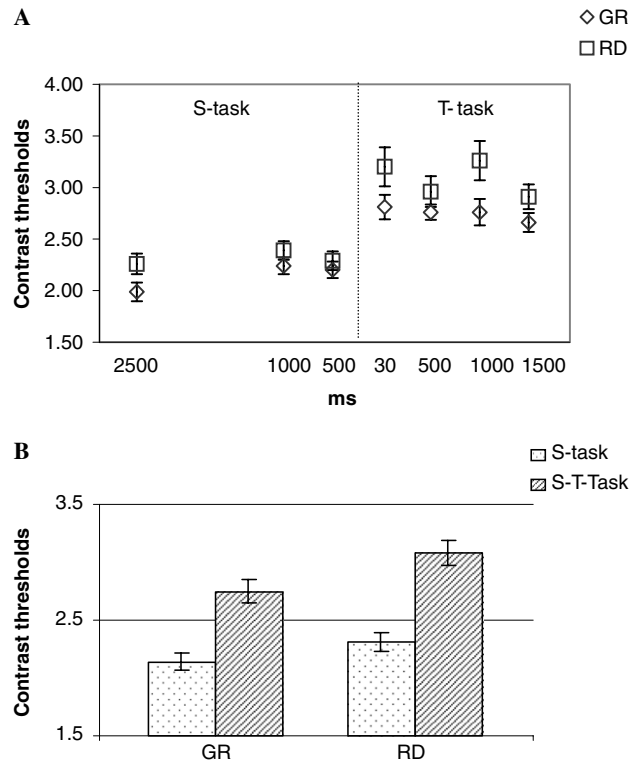 A
GR
RD
S-task
T-task
4.00
3.50
3.00
2.50
2.00
1.50
Contrast thresholds
2500
1000
500
30
500
1000
1500
ms
B
S-task
S-T-Task
3.5
2.5
1.5
Contrast thresholds
GR
RD